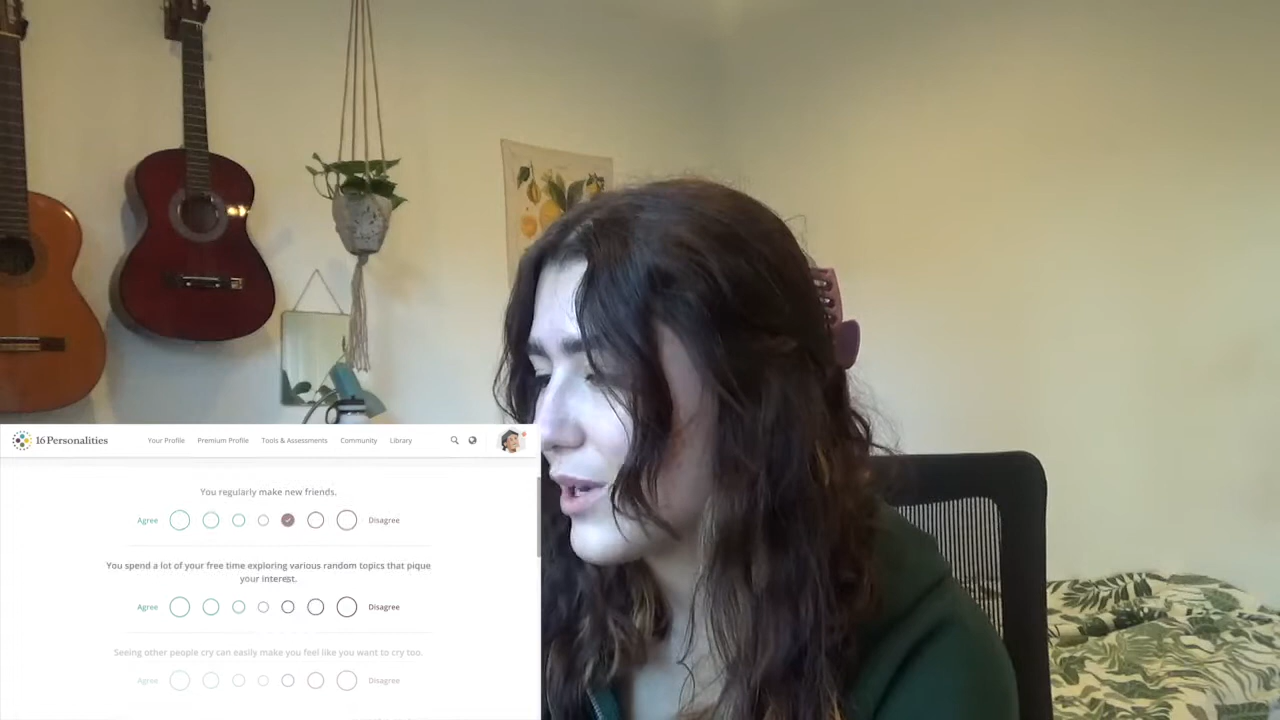 16Personalities
Your Profile Premium Profile Tools & Assessments Community Library
You regularly make new friends.
Agree Disagree
You spend a lot of your free time exploring various random topics that pique
your interest.
Agree Disagree
Seeing other people cry can easily make you feel like you want to cry too.
Agree Disagree